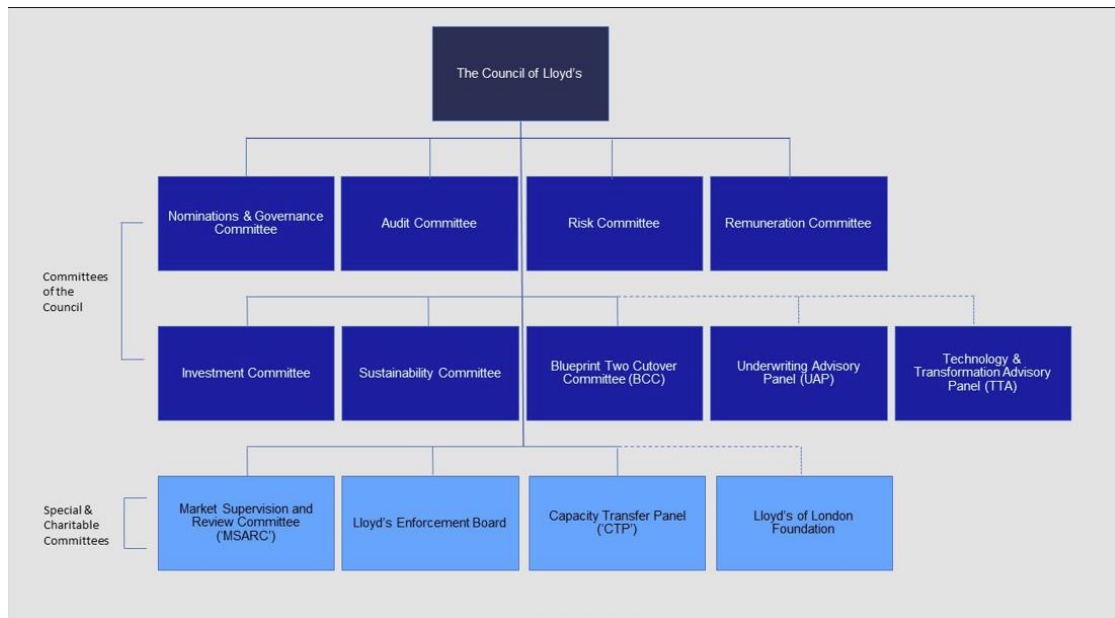 The Council of Lloyd's
Nominations & Governance
Committee
Audit Committee
Risk Committee
Remuneration Committee
Committees
of the
Council
Investment Committee
Sustainability Committee
Blueprint Two Cutover
Committee (BCC)
Underwriting Advisory
Panel (UAP)
Technology &
Transformation Advisory
Panel (TTA)
Special &
Charitable
Committees
Market Supervision and
Review Committee
('MSARC')
Lloyd's Enforcement Board
Capacity Transfer Panel
('CTP')
Lloyd's of London
Foundation